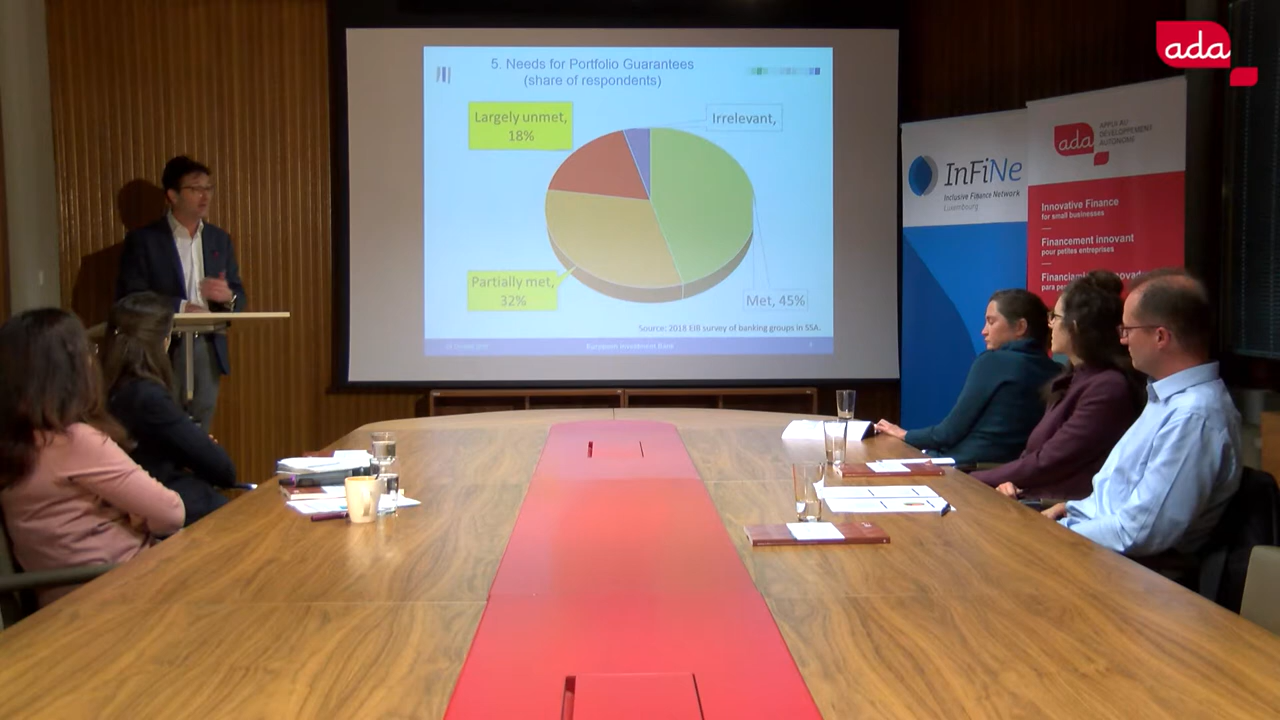 5. Needs for Portfolio Guarantees
(share of respondents)
Largely unmet,
18%
Irrelevant,
Partially met,
32%
Met, 45%
Source: 2018 EIB survey of banking groups in SSA.
European Investment Bank
ada
InFiNe
Inclusive Finance Network
Luxembourg
ada
APPUI AU
DÉVELOPPEMENT
AUTONOME
Innovative Finance
for small businesses
Financement innovant
pour petites entreprises